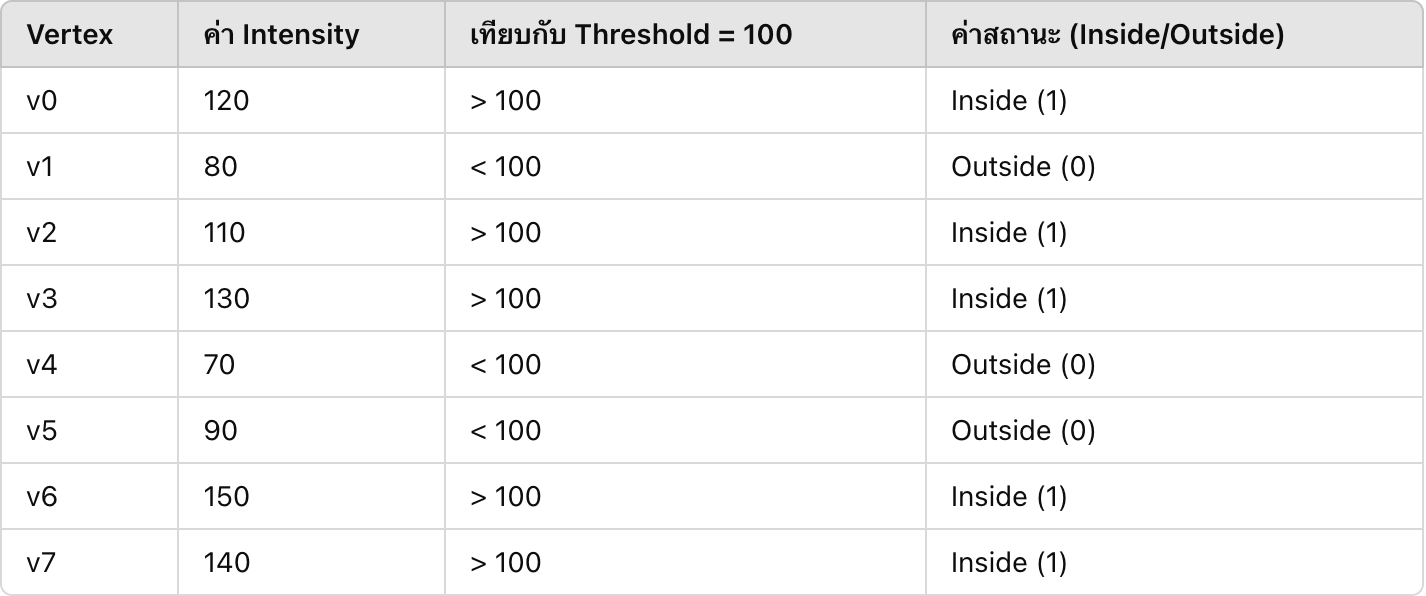 Vertex ค่า Intensity เทียบกับ Threshold = 100 ค่าสถานะ (Inside/Outside)
v0 120 > 100 Inside (1)
v1 80 < 100 Outside (0)
v2 110 > 100 Inside (1)
v3 130 > 100 Inside (1)
v4 70 < 100 Outside (0)
v5 90 < 100 Outside (0)
v6 150 > 100 Inside (1)
v7 140 > 100 Inside (1)